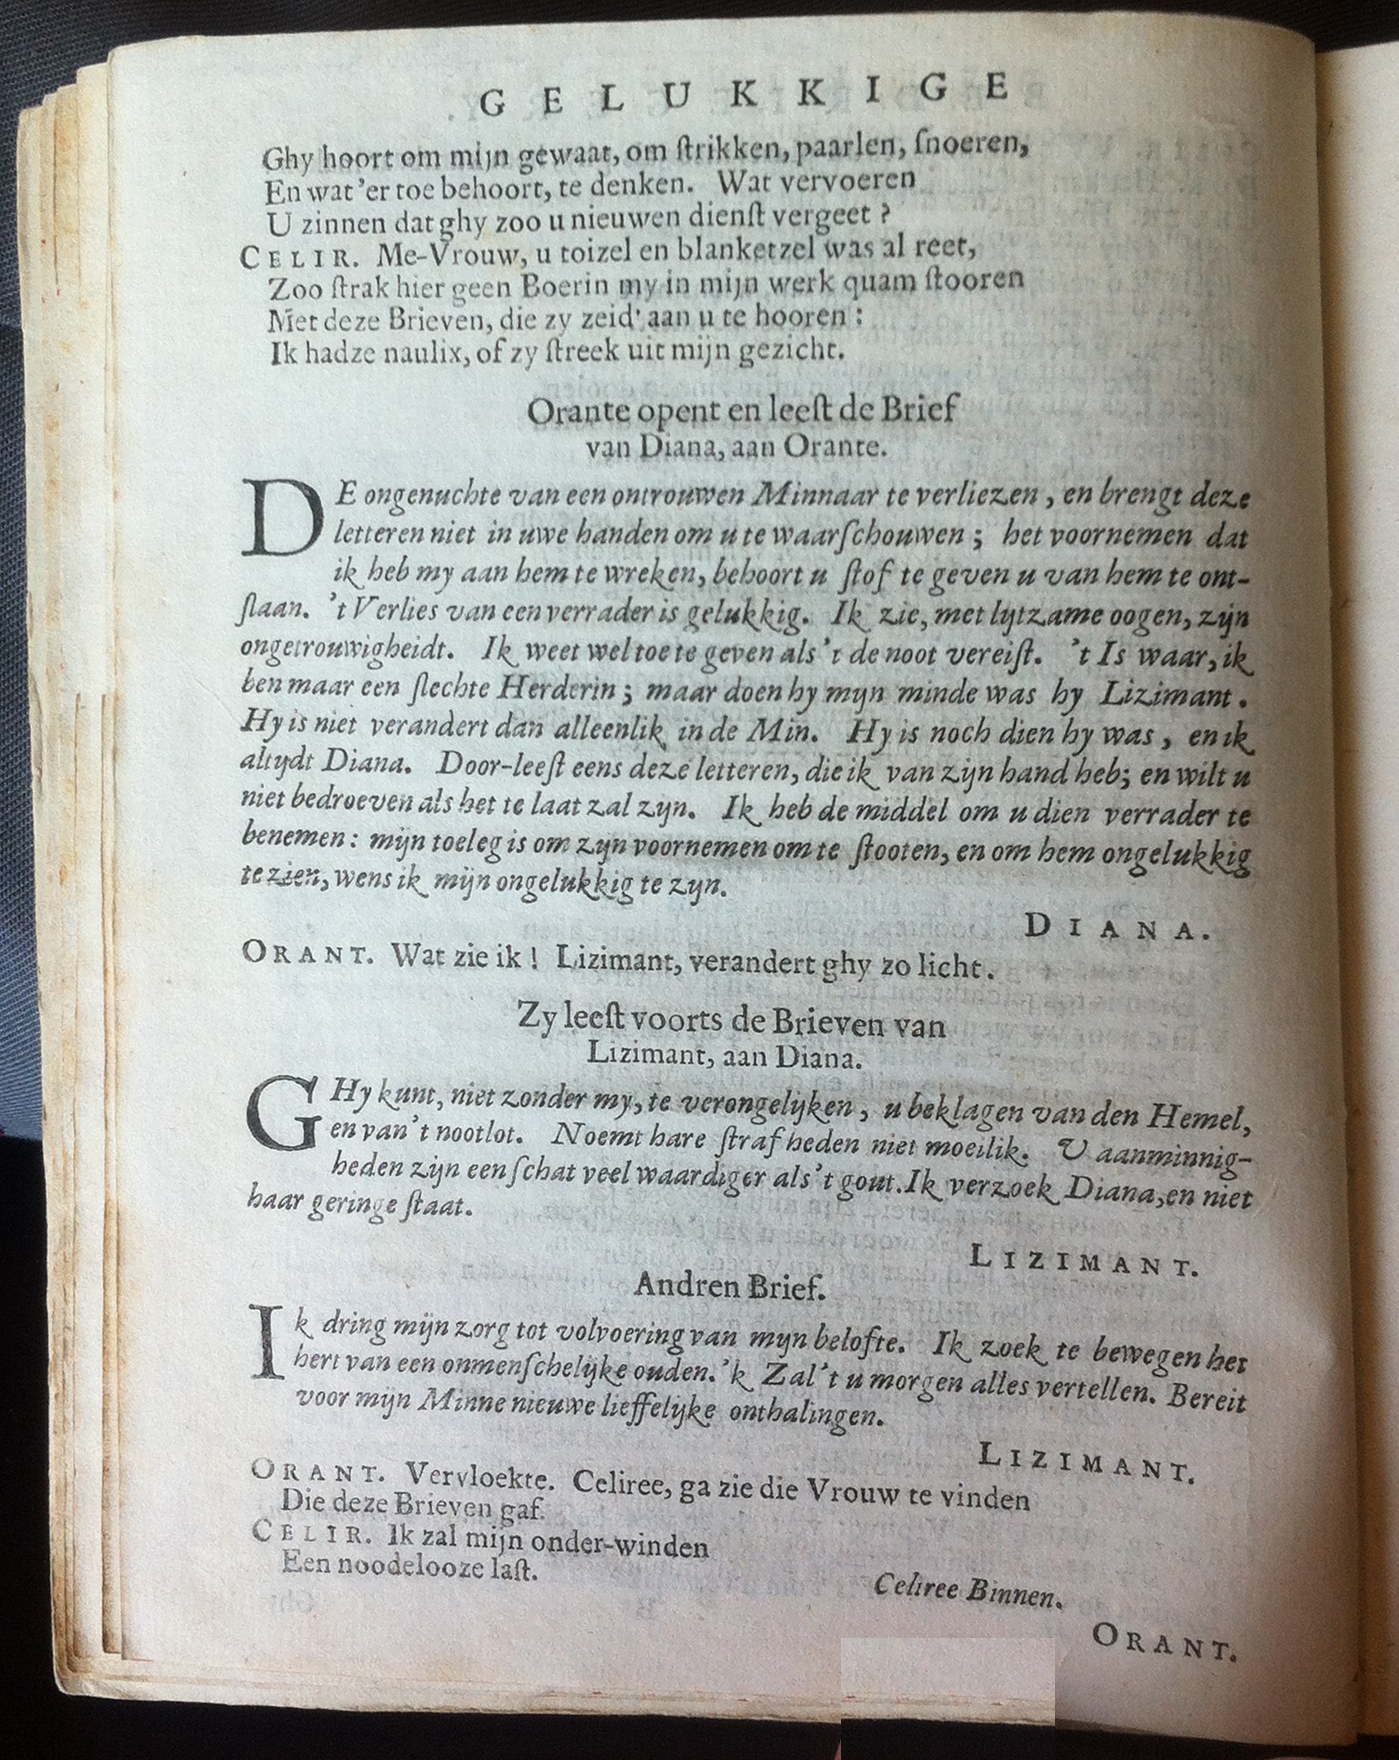 GELUKKIGE
Ghy hoort om mijn gewaat, om ſtrikken, paarlen, ſnoeren,
En wat 'er toe behoort, te denken. Wat vervoeren
U zinnen dat ghy zoo u nieuwen dienſt vergeet?
CELIR. Me-Vrouw, u toizel en blanketzel was al reet,
Zoo ſtrak hier geen Boerin my in mijn werk quam ſtooren
Met deze Brieven, die zy zeid' aan u te hooren:
Ik hadze naulix, of zy ſtreek uit mijn gezicht.
Orante opent en leeſt de Brief
van Diana, aan Orante.
DE ongenuchte van een ontrouwen Minnaar te verliezen, en brengt deze
letteren niet in uwe handen om u te waarſchouwen; het voornemen dat
ik heb my aan hem te wreken, behoort u ſtof te geven u van hem te ont-
ſlaan. 't Verlies van een verrader is gelukkig. Ik zie, met lijtzame oogen, zijn
ongetrouwigheidt. Ik weet wel toe te geven als 't de noot vereiſt. 't Is waar, ik
ben maar een ſlechte Herderin; maar doen hy mijn minde was hy Lizimant.
Hy is niet verandert dan alleenlik in de Min. Hy is noch dien hy was, en ik
altijdt Diana. Door-leeſt eens deze letteren, die ik van zijn hand heb; en wilt u
niet bedroeven als het te laat zal zijn. Ik heb de middel om u dien verrader te
benemen: mijn toeleg is om zijn voornemen om te ſtooten, en om hem ongelukkig
te zien, wens ik mijn ongelukkig te zijn.
DIANA.
ORANT. Wat zie ik! Lizimant, verandert ghy zo licht.
Zy leeſt voorts de Brieven van
Lizimant, aan Diana.
GHy kunt, niet zonder my, te verongelijken, u beklagen van den Hemel,
en van 't nootlot. Noemt hare ſtrafheden niet moeilik. U aanminnig-
heden zijn een ſchat veel waardiger als 't gout. Ik verzoek Diana, en niet
haar geringe ſtaat.
LIZIMANT.
Andren Brief.
Ik dring mijn zorg tot volvoering van mijn belofte. Ik zoek te bewegen het
hert van een onmenſchelijke ouden. 'k Zal 't u morgen alles vertellen. Bereit
voor mijn Minne nieuwe lieffelijke onthalingen.
LIZIMANT.
ORANT. Vervloekte. Celiree, ga zie die Vrouw te vinden
Die deze Brieven gaf.
CELIR. Ik zal mijn onder-winden
Een noodelooze laſt.
Celiree Binnen.
ORANT.